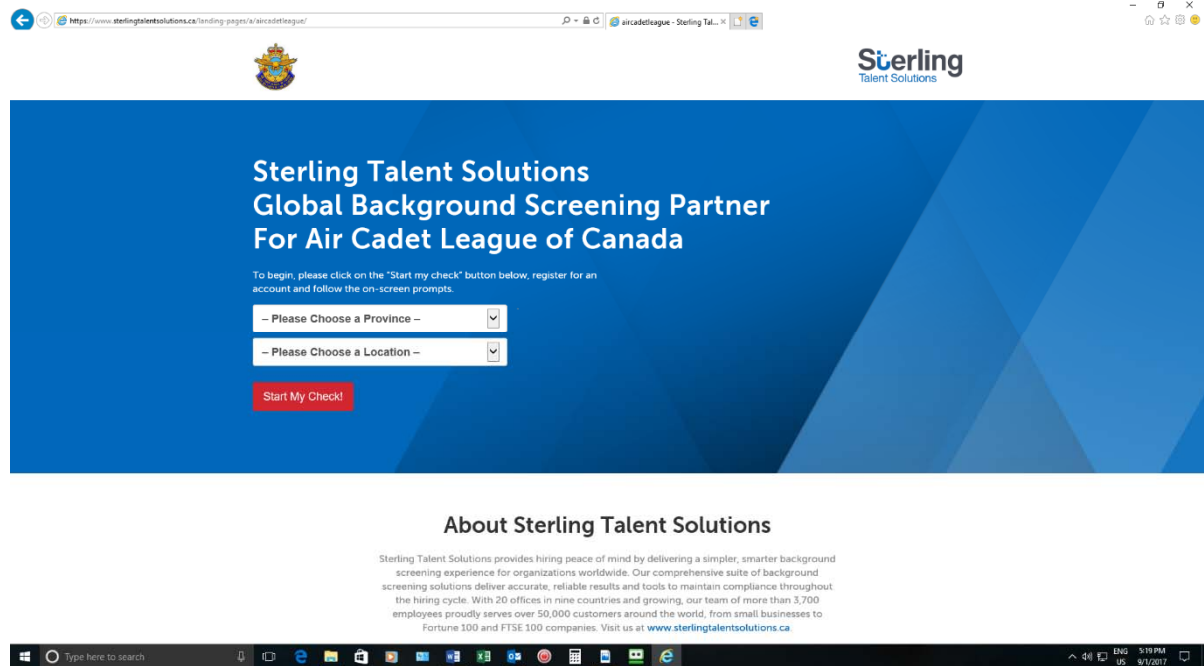 https://www.sterlingtalentsolutions.ca/landing-pages/a/aircadetleague/
aircadetleague - Sterling Tal...
Sterling
Talent Solutions
Sterling Talent Solutions
Global Background Screening Partner
For Air Cadet League of Canada
To begin, please click on the "Start my check" button below, register for an
account and follow the on-screen prompts.
– Please Choose a Province –
– Please Choose a Location –
Start My Check!
About Sterling Talent Solutions
Sterling Talent Solutions provides hiring peace of mind by delivering a simpler, smarter background
screening experience for organizations worldwide. Our comprehensive suite of background
screening solutions deliver accurate, reliable results and tools to maintain compliance throughout
the hiring cycle. With 20 offices in nine countries and growing, our team of more than 3,700
employees proudly serves over 50,000 customers around the world, from small businesses to
Fortune 100 and FTSE 100 companies. Visit us at www.sterlingtalentsolutions.ca.
Type here to search
ENG 5:19 PM
US 9/1/2017